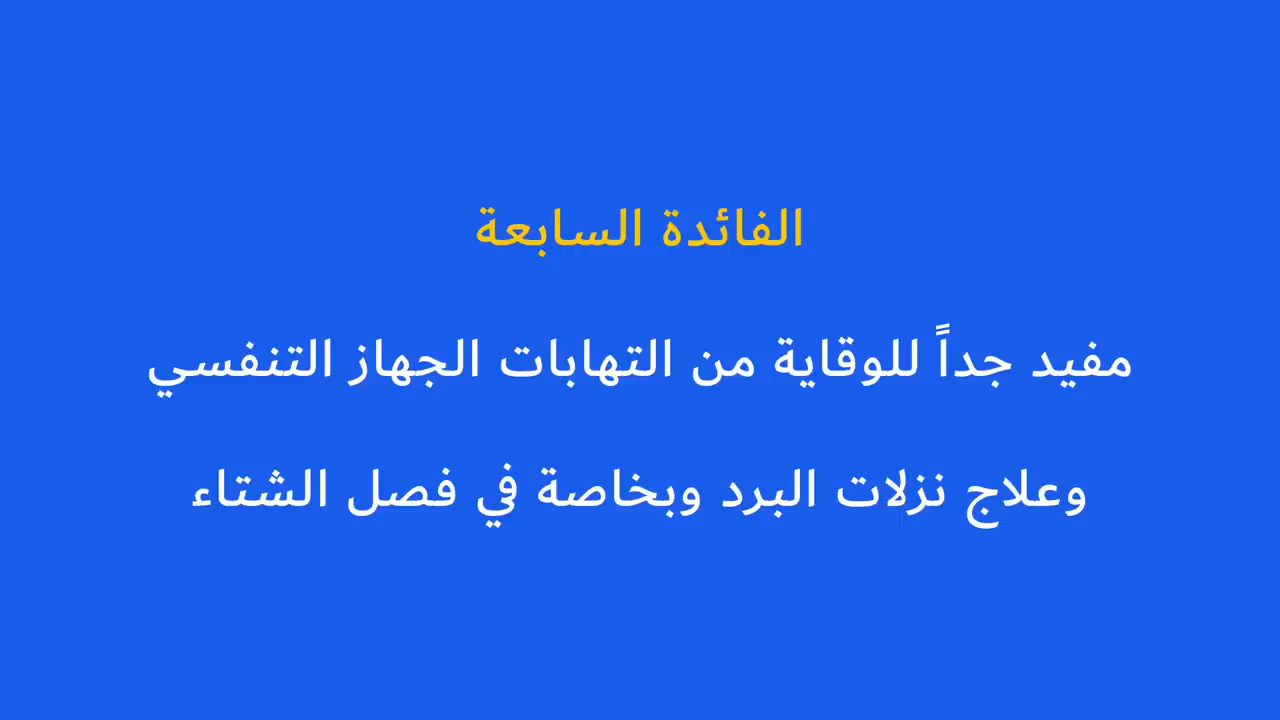 الفائدة السابعة
مفيد جداً للوقاية من التهابات الجهاز التنفسي
وعلاج نزلات البرد وبخاصة في فصل الشتاء